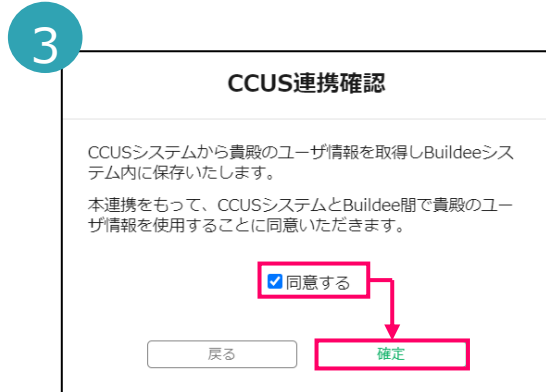 3
CCUS連携確認
CCUSシステムから貴殿のユーザ情報を取得しBuildeeシス
テム内に保存いたします。
本連携をもって、CCUSシステムとBuildee間で貴殿のユー
ザ情報を使用することに同意いただきます。
同意する
戻る
確定